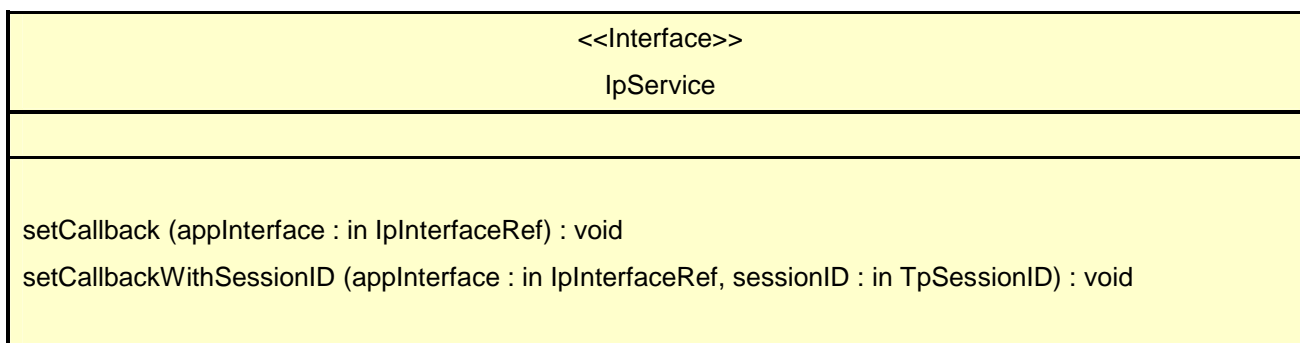 <<Interface>>
IpService
setCallback (appInterface : in IpInterfaceRef) : void
setCallbackWithSessionID (appInterface : in IpInterfaceRef, sessionID : in TpSessionID) : void